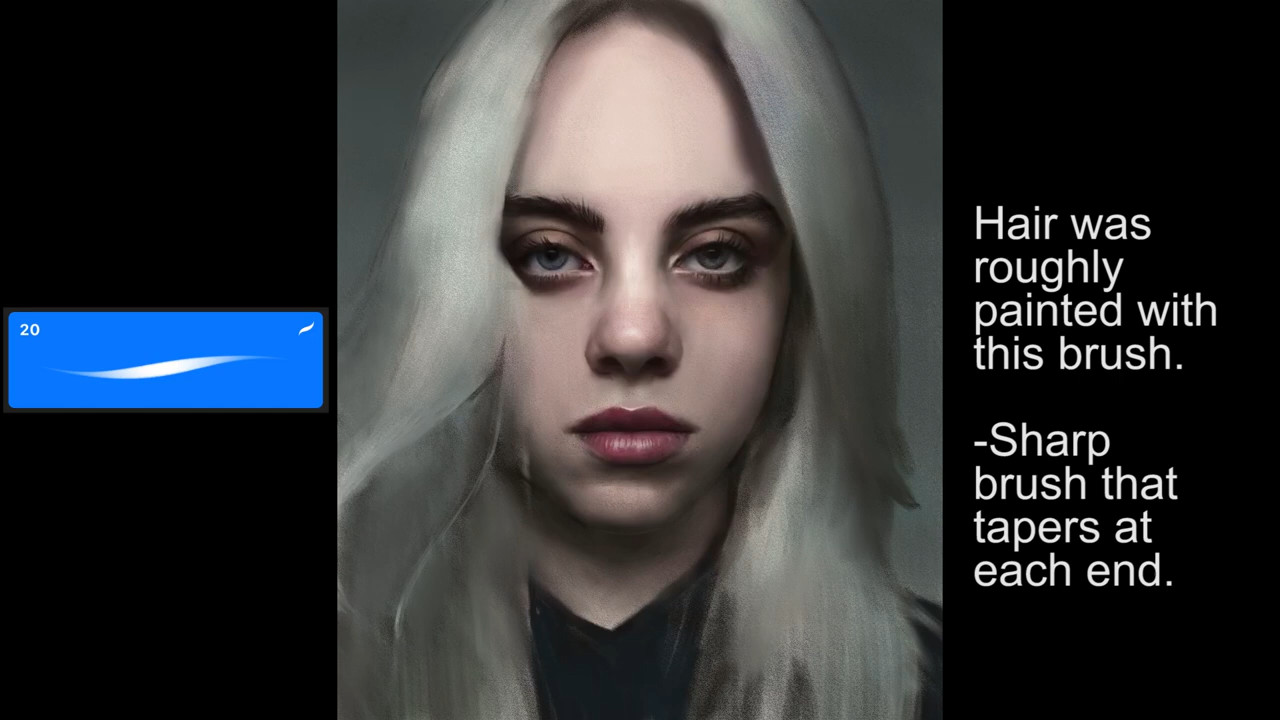 20
Hair was
roughly
painted with
this brush.
-Sharp
brush that
tapers at
each end.